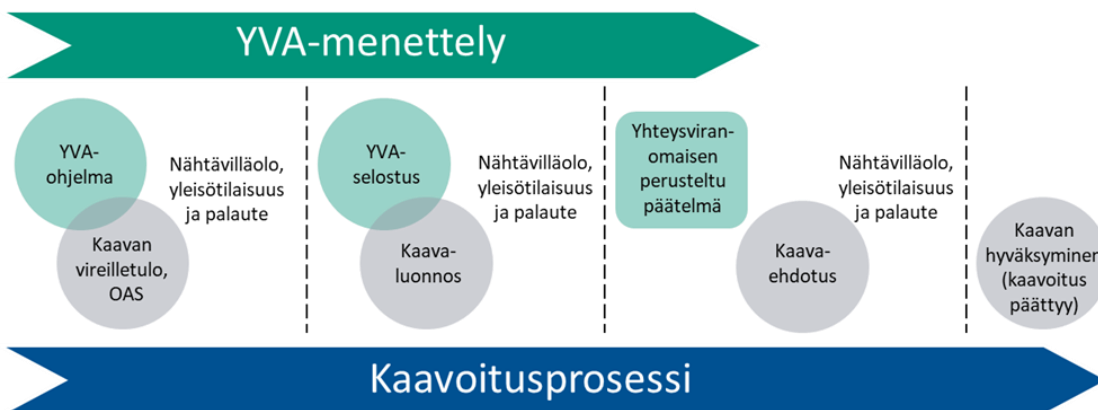 YVA-menettely
YVA-
ohjelma
Kaavan
vireilletulo,
OAS
Nähtävilläolo,
yleisötilaisuus
ja palaute
YVA-
selostus
Kaava-
luonnos
Nähtävilläolo,
yleisötilaisuus
ja palaute
Yhteysviran-
omaisen
perusteltu
päätelmä
Kaava-
ehdotus
Nähtävilläolo,
yleisötilaisuus
ja palaute
Kaavan
hyväksyminen
(kaavoitus
päättyy)
Kaavoitusprosessi